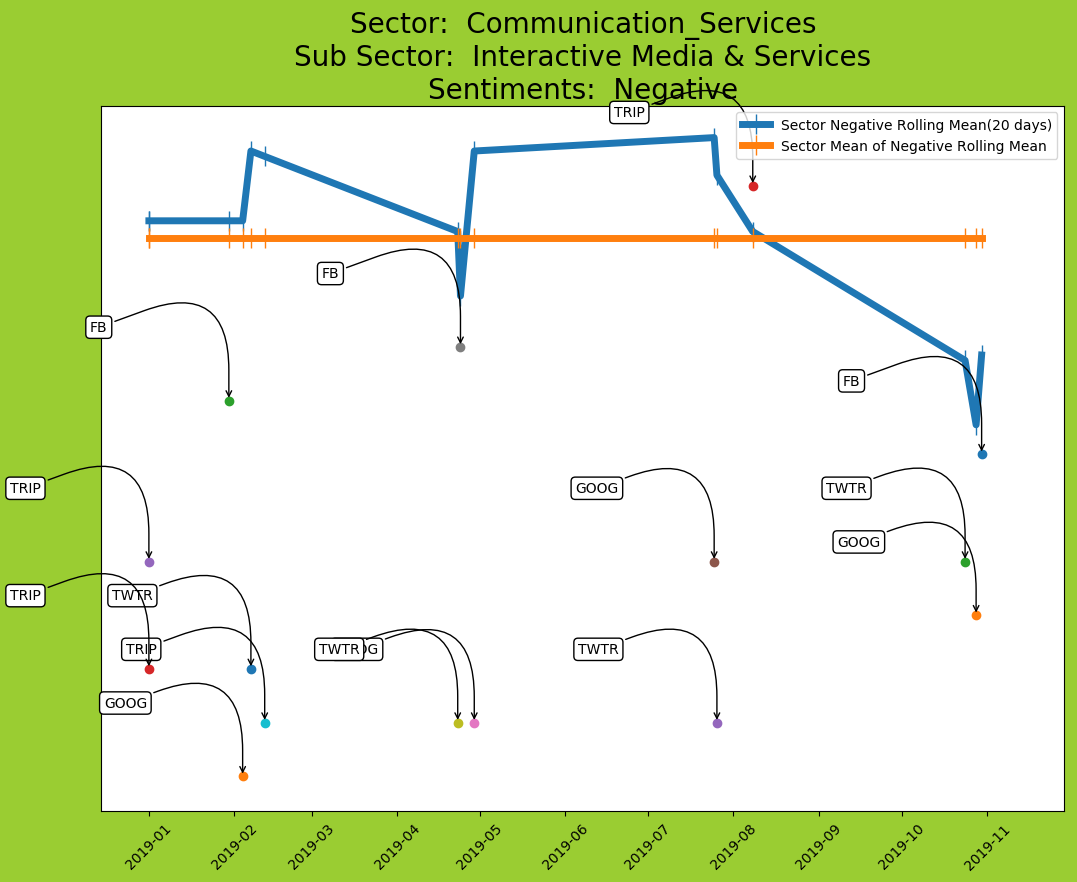 Sector:  Communication_Services
Sub Sector:  Interactive Media & Services
Sentiments:  Negative
TRIP
Sector Negative Rolling Mean(20 days)
Sector Mean of Negative Rolling Mean
FB
FB
FB
TRIP
GOOG
TWTR
GOOG
TRIP
TWTR
TRIP
TWTR
OG
TWTR
GOOG
2019-01
2019-02
2019-03
2019-04
2019-05
2019-06
2019-07
2019-08
2019-09
2019-10
2019-11